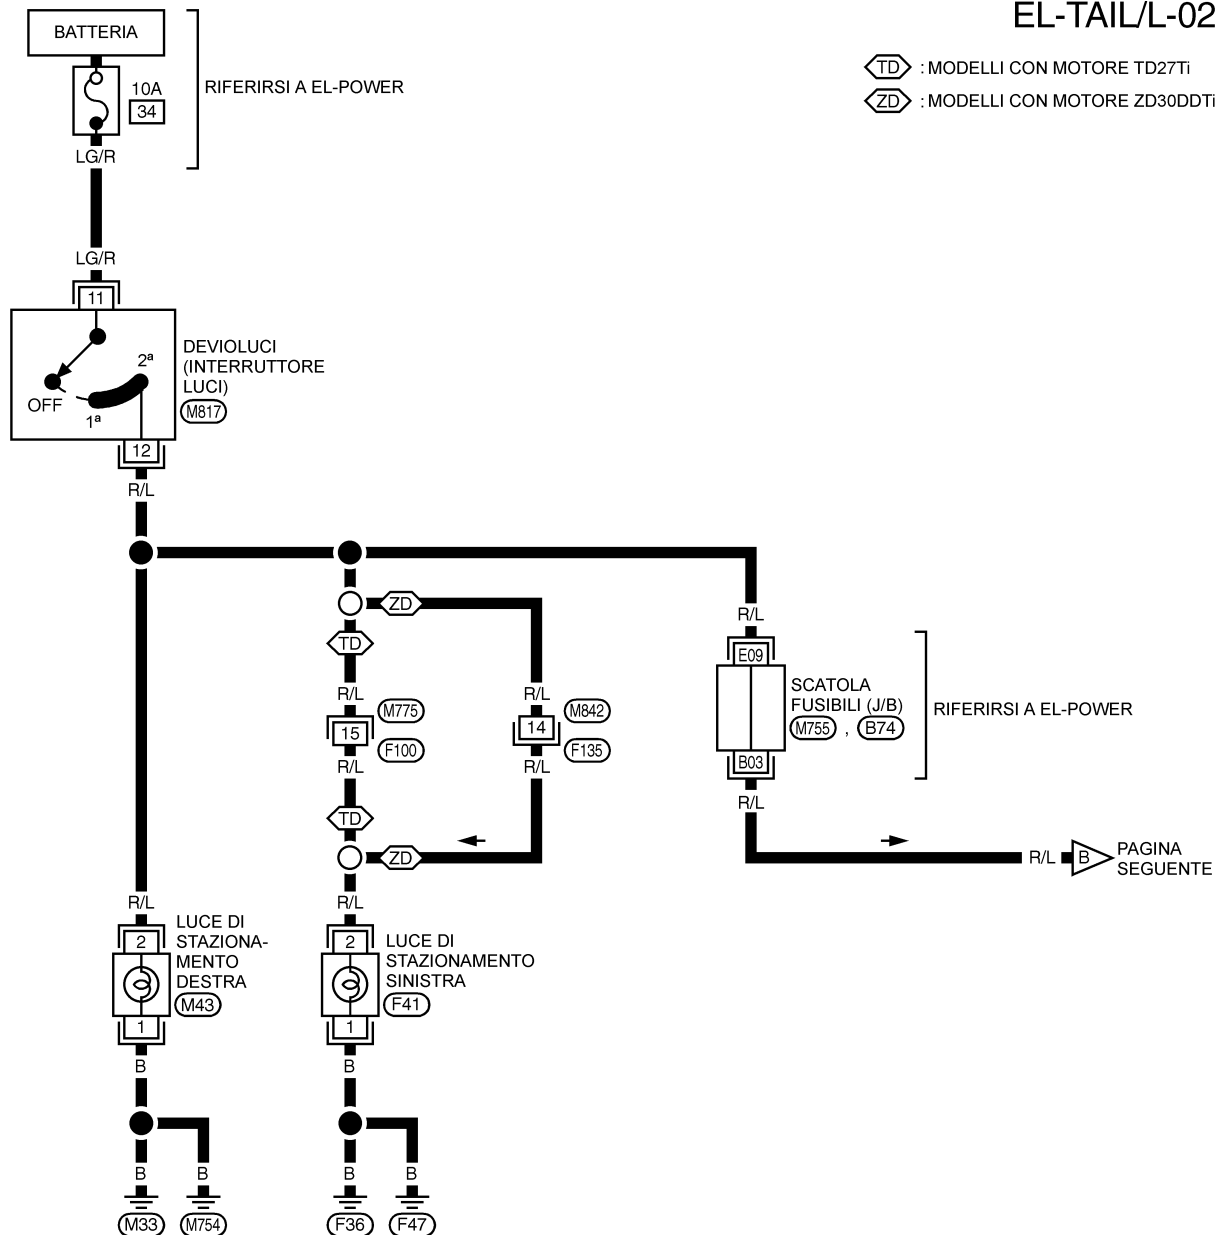 EL-TAIL/L-02
BATTERIA
TD : MODELLI CON MOTORE TD27Ti
ZD : MODELLI CON MOTORE ZD30DDTi
10A
34
RIFERIRSI A EL-POWER
LG/R
LG/R
11
DEVIOLUCI
(INTERRUTTORE
LUCI)
M817
OFF
1ª
2ª
12
R/L
ZD
TD
R/L
R/L
R/L
E09
M775
15
F100
M842
14
F135
SCATOLA
FUSIBILI (J/B)
M755 , B74
RIFERIRSI A EL-POWER
R/L
R/L
B03
R/L
TD
ZD
R/L
B
PAGINA
SEGUENTE
R/L
R/L
2
LUCE DI
STAZIONA-
MENTO
DESTRA
M43
1
2
LUCE DI
STAZIONAMENTO
SINISTRA
F41
1
B
B
B
B
B
B
M33
M754
F36
F47